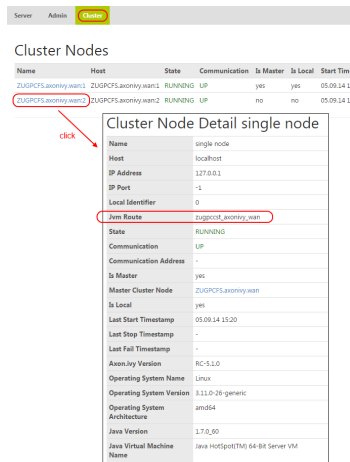 Server Admin Cluster
Cluster Nodes
Name Host State Communication Is Master Is Local Start Tim
ZUGPCFS.axonivy.wan:1 ZUGPCFS.axonivy.wan:1 RUNNING UP yes yes 05.09.14 1
ZUGPCFS.axonivy.wan:2 ZUGPCFS.axonivy.wan:2 RUNNING UP no no 05.09.14 1
click
Cluster Node Detail single node
Name single node
Host localhost
IP Address 127.0.0.1
IP Port -1
Local Identifier 0
Jvm Route zugpccst_axonivy_wan
State RUNNING
Communication UP
Communication Address -
Is Master yes
Master Cluster Node ZUGPCFS.axonivy.wan
Is Local yes
Last Start Timestamp 05.09.14 15:20
Last Stop Timestamp -
Last Fail Timestamp -
Axon.ivy Version RC-5.1.0
Operating System Name Linux
Operating System Version 3.11.0-26-generic
Operating System amd64
Architecture
Java Version 1.7.0_60
Java Virtual Machine Java HotSpot(TM) 64-Bit Server VM
Name